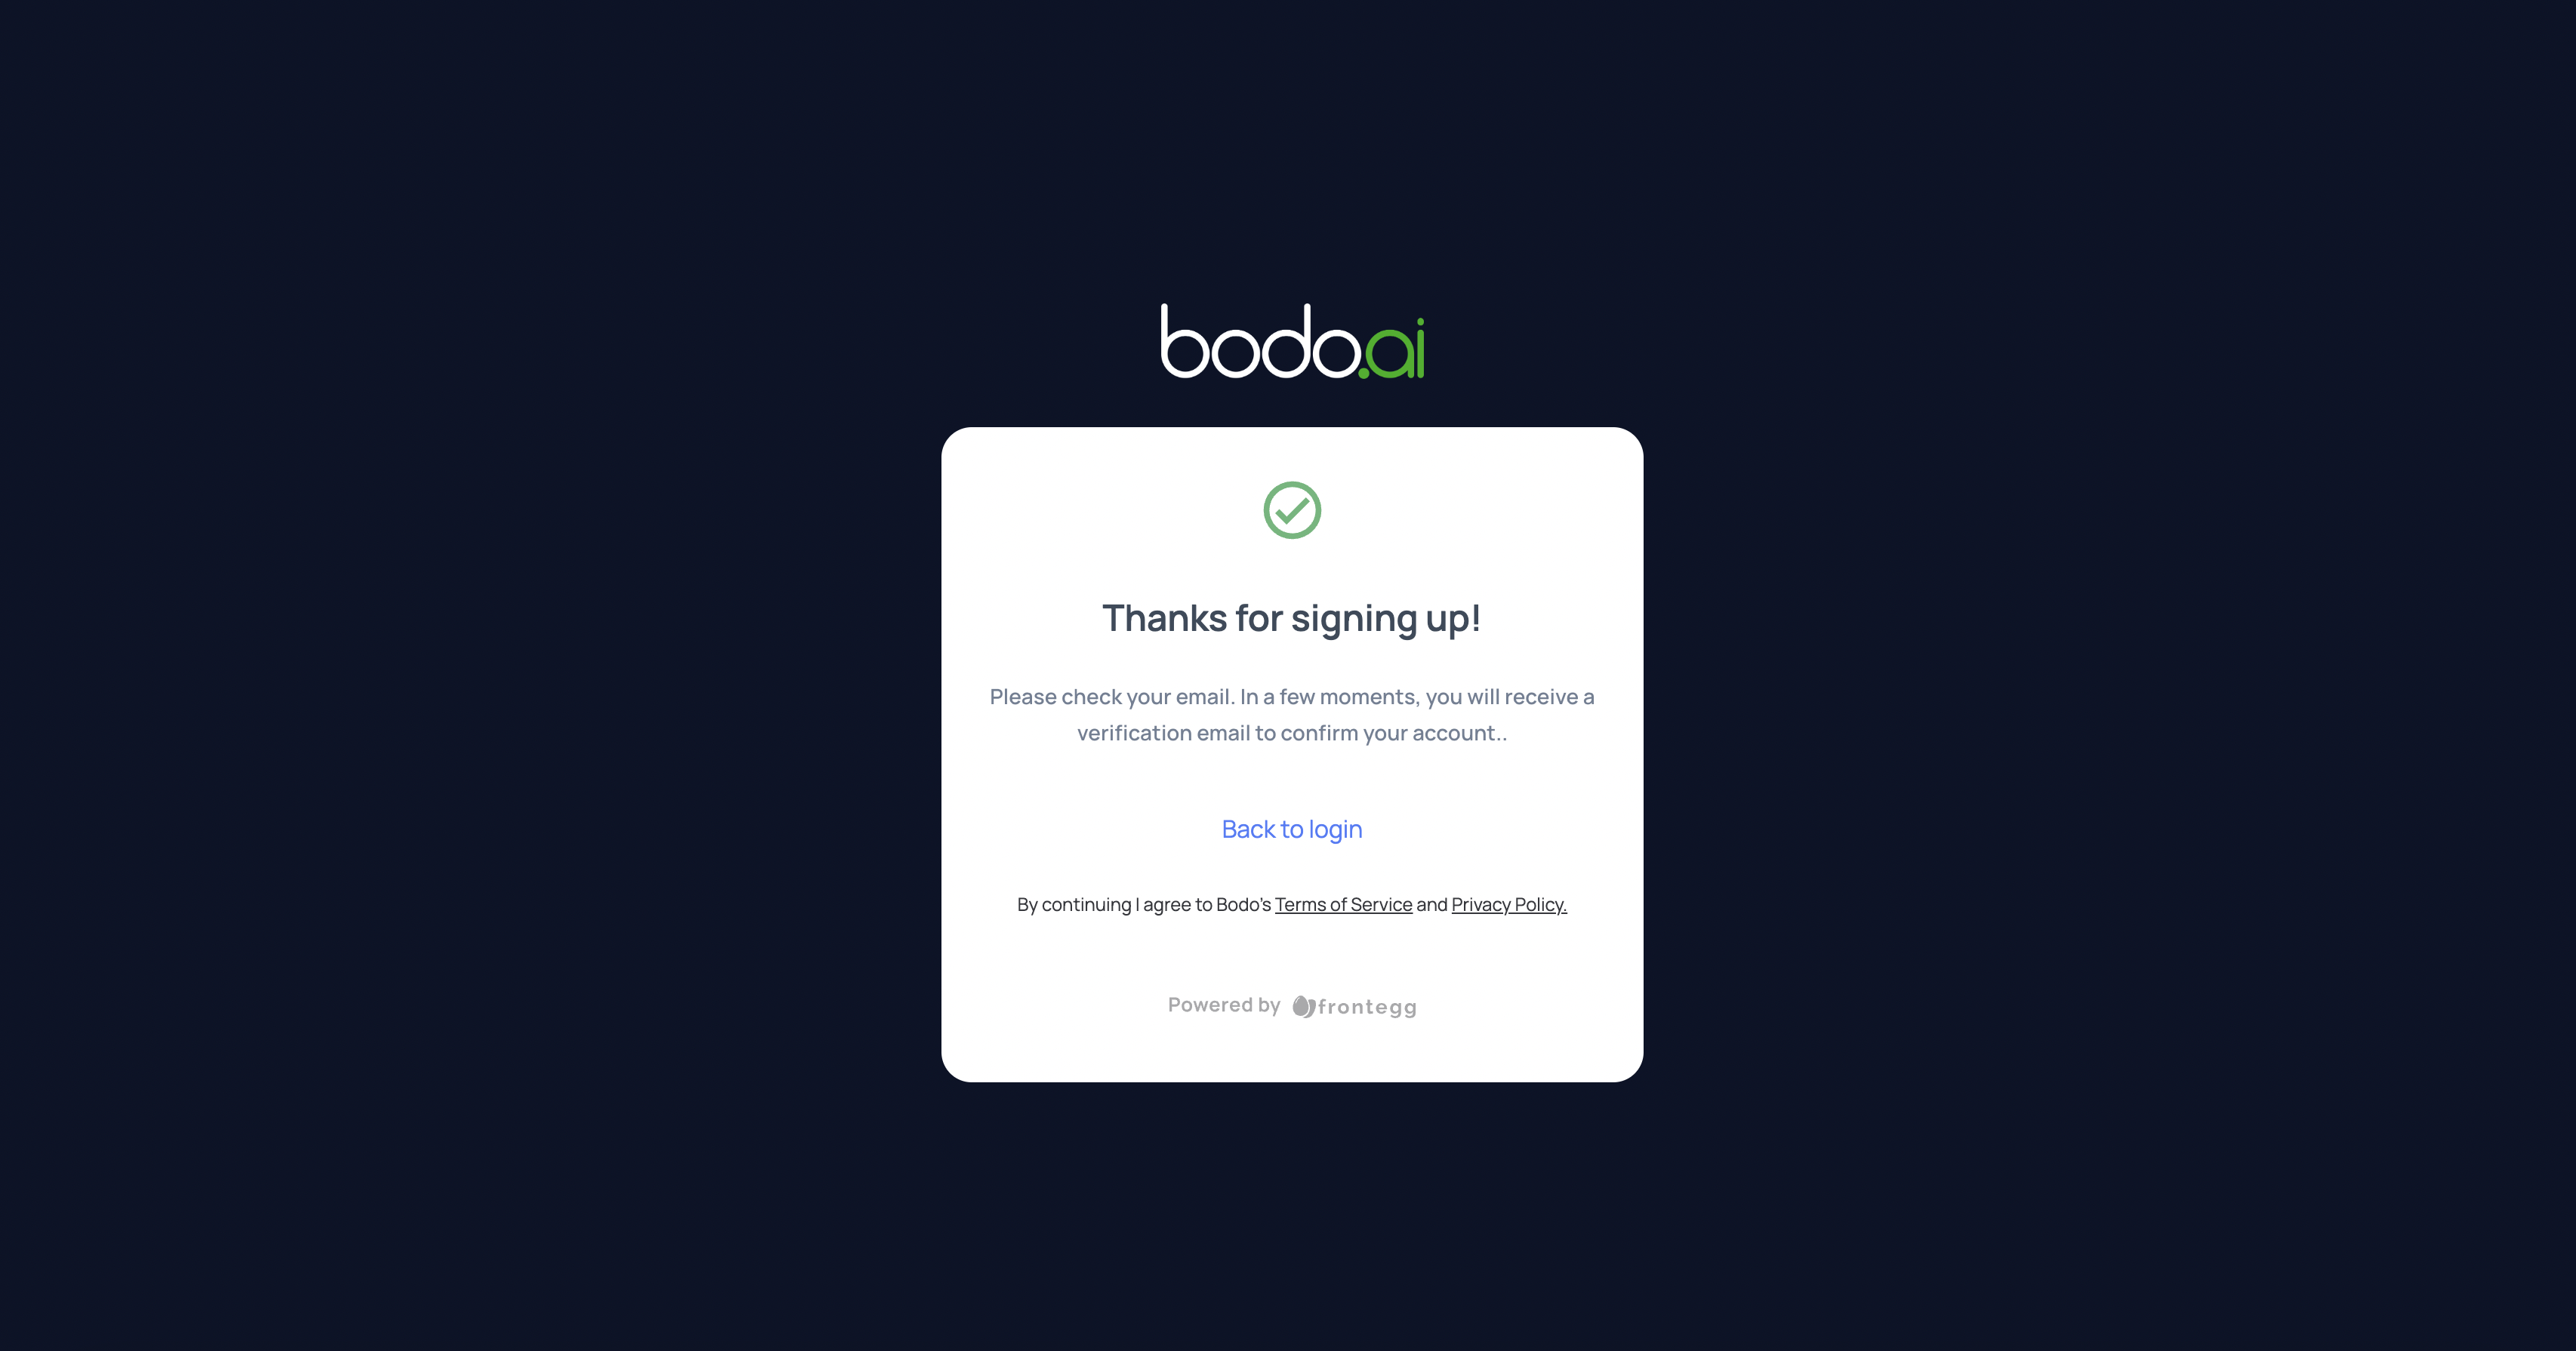 bodo.ai
Thanks for signing up!
Please check your email. In a few moments, you will receive a
verification email to confirm your account..
Back to login
By continuing I agree to Bodo's Terms of Service and Privacy Policy.
Powered by frontegg